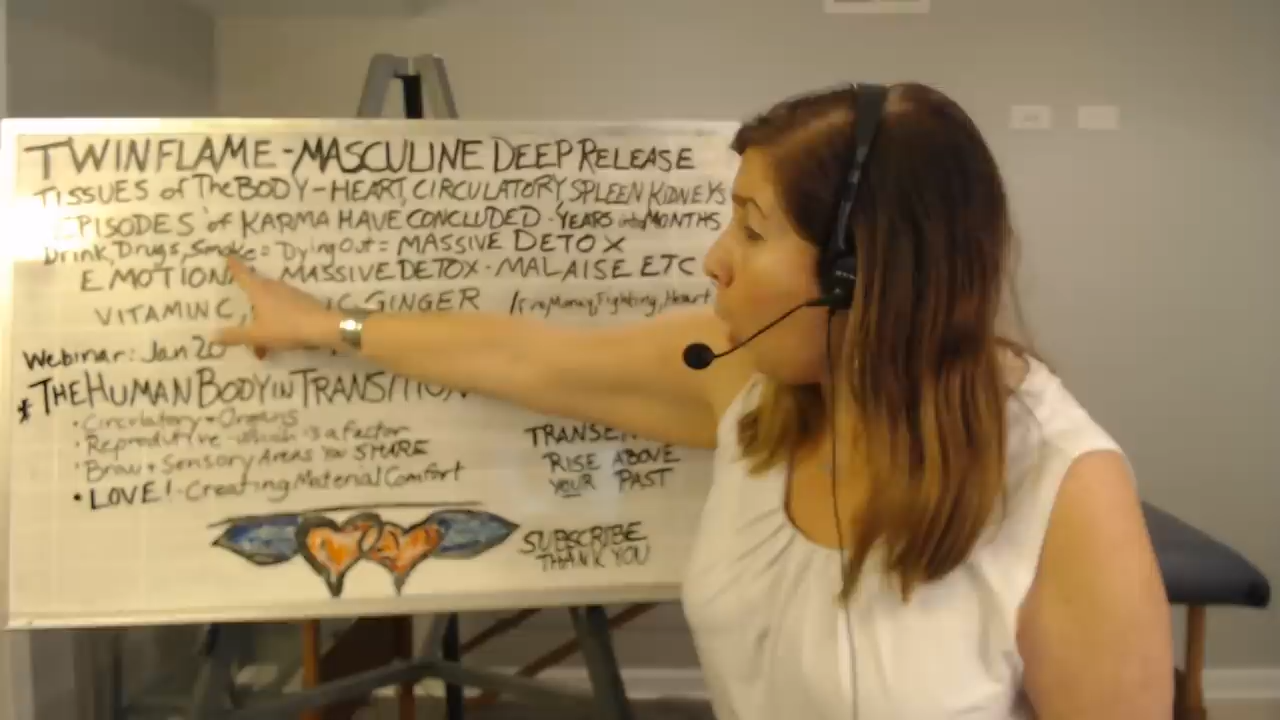 TWINFLAME - MASCULINE DEEP RELEASE
TISSUES of The BODY - HEART, CIRCULATORY, SPLEEN KIDNEYS
EPISODES of KARMA HAVE CONCLUDED - YEARS into MONTHS
Drink, Drugs, Smoke = Dying Out = MASSIVE DETOX
EMOTIONAL MASSIVE DETOX - MALAISE ETC
VITAMIN C, GINGER Money, Fighting, Heart
Webinar: Jan 20
* THE HUMAN BODY IN TRANSITION
• Circulatory + Organs
• Reproductive - which is a factor
• Brow + Sensory Areas You SHARE
• LOVE! - Creating Material Comfort
RISE ABOVE
YOUR PAST
SUBSCRIBE
THANK YOU